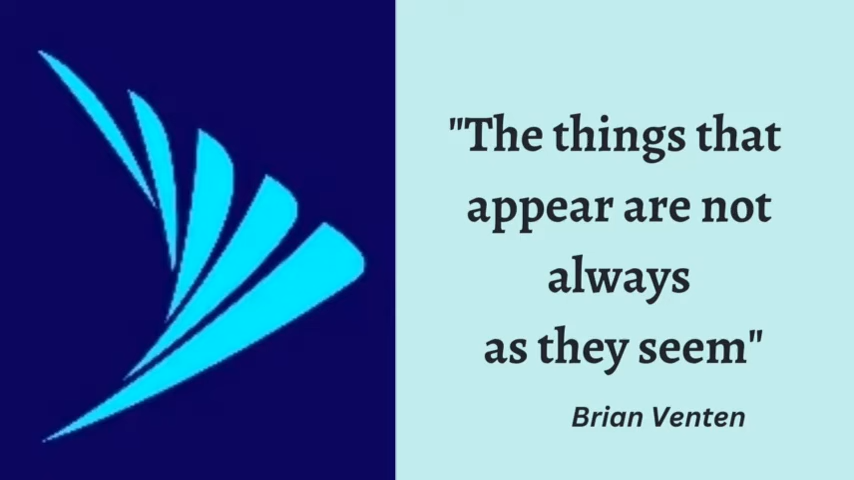 "The things that
appear are not
always
as they seem"
Brian Venten